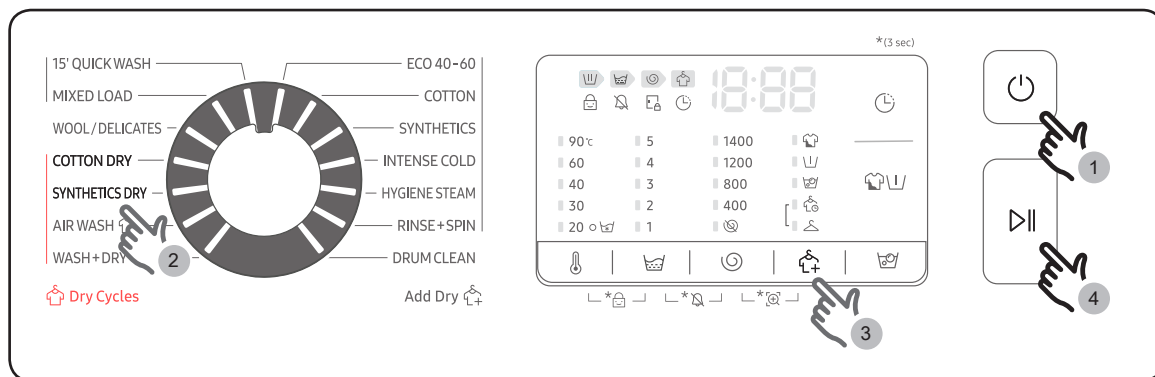 15' QUICK WASH
MIXED LOAD
WOOL/DELICATES
COTTON DRY
SYNTHETICS DRY
AIR WASH
WASH+DRY
Dry Cycles
2
ECO 40-60
COTTON
SYNTHETICS
INTENSE COLD
HYGIENE STEAM
RINSE+SPIN
DRUM CLEAN
Add Dry
*(3 sec)
18:88
90℃ 5 1400
60 4 1200
40 3 800
30 2 400
20 1
* * *
3
1
4